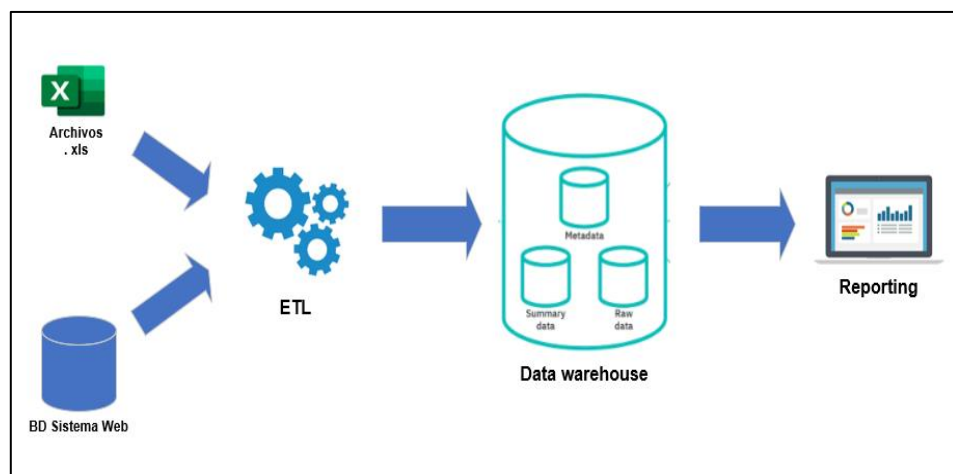 X
Archivos
. xls
ETL
BD Sistema Web
Metadata
Summary
data
Raw
data
Data warehouse
Reporting